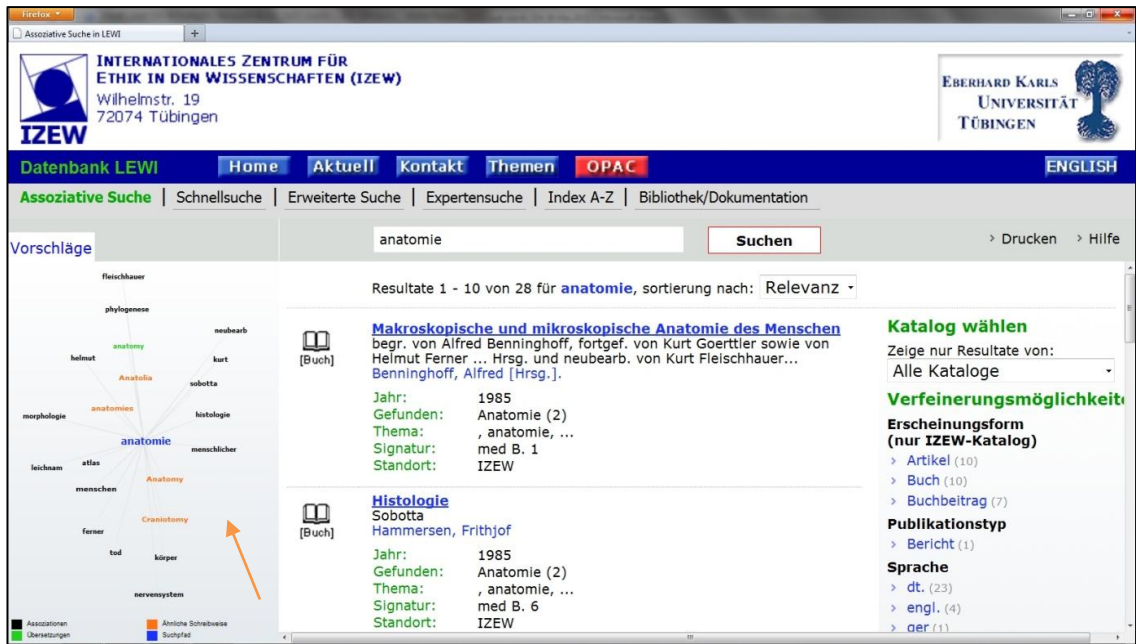 Firefox
Assoziative Suche in LEWI
INTERNATIONALES ZENTRUM FÜR
ETHIK IN DEN WISSENSCHAFTEN (IZEW)
Wilhelmstr. 19
72074 Tübingen
IZEW
EBERHARD KARLS
UNIVERSITÄT
TÜBINGEN
Datenbank LEWI Home Aktuell Kontakt Themen OPAC ENGLISH
Assoziative Suche | Schnellsuche | Erweiterte Suche | Expertensuche | Index A-Z | Bibliothek/Dokumentation
Vorschläge
anatomie Suchen > Drucken > Hilfe
fleischhauer
phylogenese
neubearb
anatomy
helmut
kurt
Anatolia
sobotta
anatomies
morphologie
histologie
anatomie
menschlicher
atlas
leichnam
Anatomy
menschen
Craniotomy
ferner
tod
körper
nervensystem
Assoziationen
Ähnliche Schreibweise
Übersetzungen
Suchpfad
Resultate 1 - 10 von 28 für anatomie, sortierung nach: Relevanz
[Buch]
Makroskopische und mikroskopische Anatomie des Menschen
begr. von Alfred Benninghoff, fortgef. von Kurt Goerttler sowie von
Helmut Ferner ... Hrsg. und neubearb. von Kurt Fleischhauer...
Benninghoff, Alfred [Hrsg.].
Jahr: 1985
Gefunden: Anatomie (2)
Thema: , anatomie, ...
Signatur: med B. 1
Standort: IZEW
[Buch]
Histologie
Sobotta
Hammersen, Frithjof
Jahr: 1985
Gefunden: Anatomie (2)
Thema: , anatomie, ...
Signatur: med B. 6
Standort: IZEW
Katalog wählen
Zeige nur Resultate von:
Alle Kataloge
Verfeinerungsmöglichkeite
Erscheinungsform
(nur IZEW-Katalog)
> Artikel (10)
> Buch (10)
> Buchbeitrag (7)
Publikationstyp
> Bericht (1)
Sprache
> dt. (23)
> engl. (4)
> ger (1)